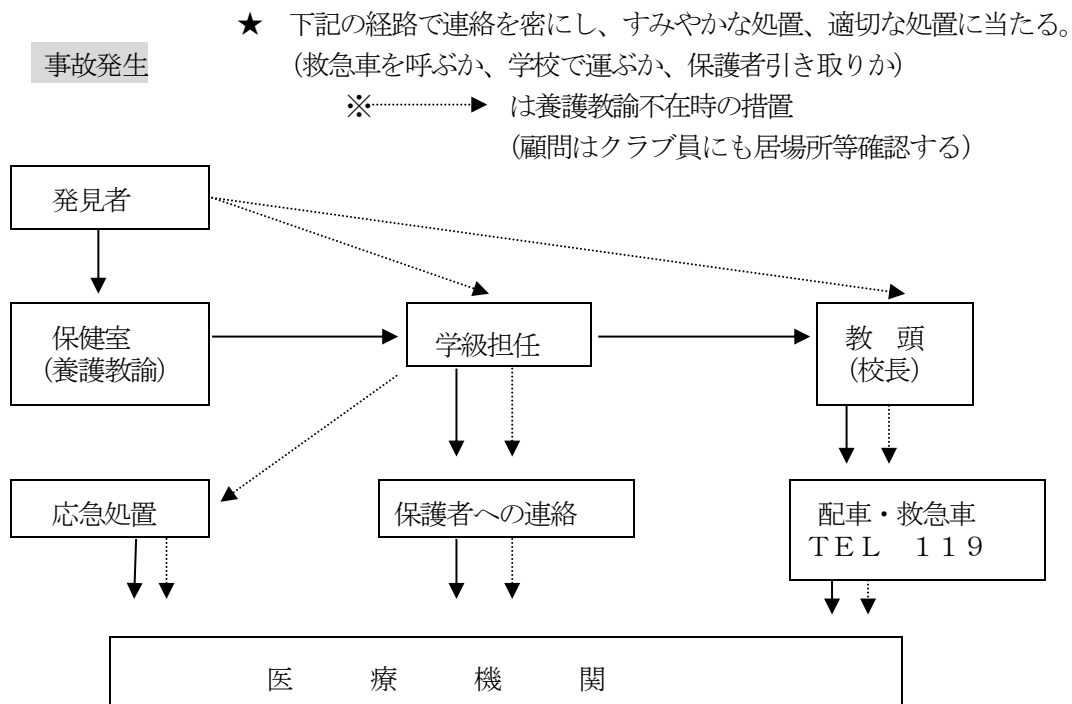 ★　下記の経路で連絡を密にし、すみやかな処置、適切な処置に当たる。
事故発生
(救急車を呼ぶか、学校で運ぶか、保護者引き取りか)
※ は養護教諭不在時の措置
(顧問はクラブ員にも居場所等確認する)
発見者
保健室
(養護教諭)
学級担任
教　頭
(校長)
応急処置
保護者への連絡
配車・救急車
ＴＥＬ　１１９
医　療　機　関